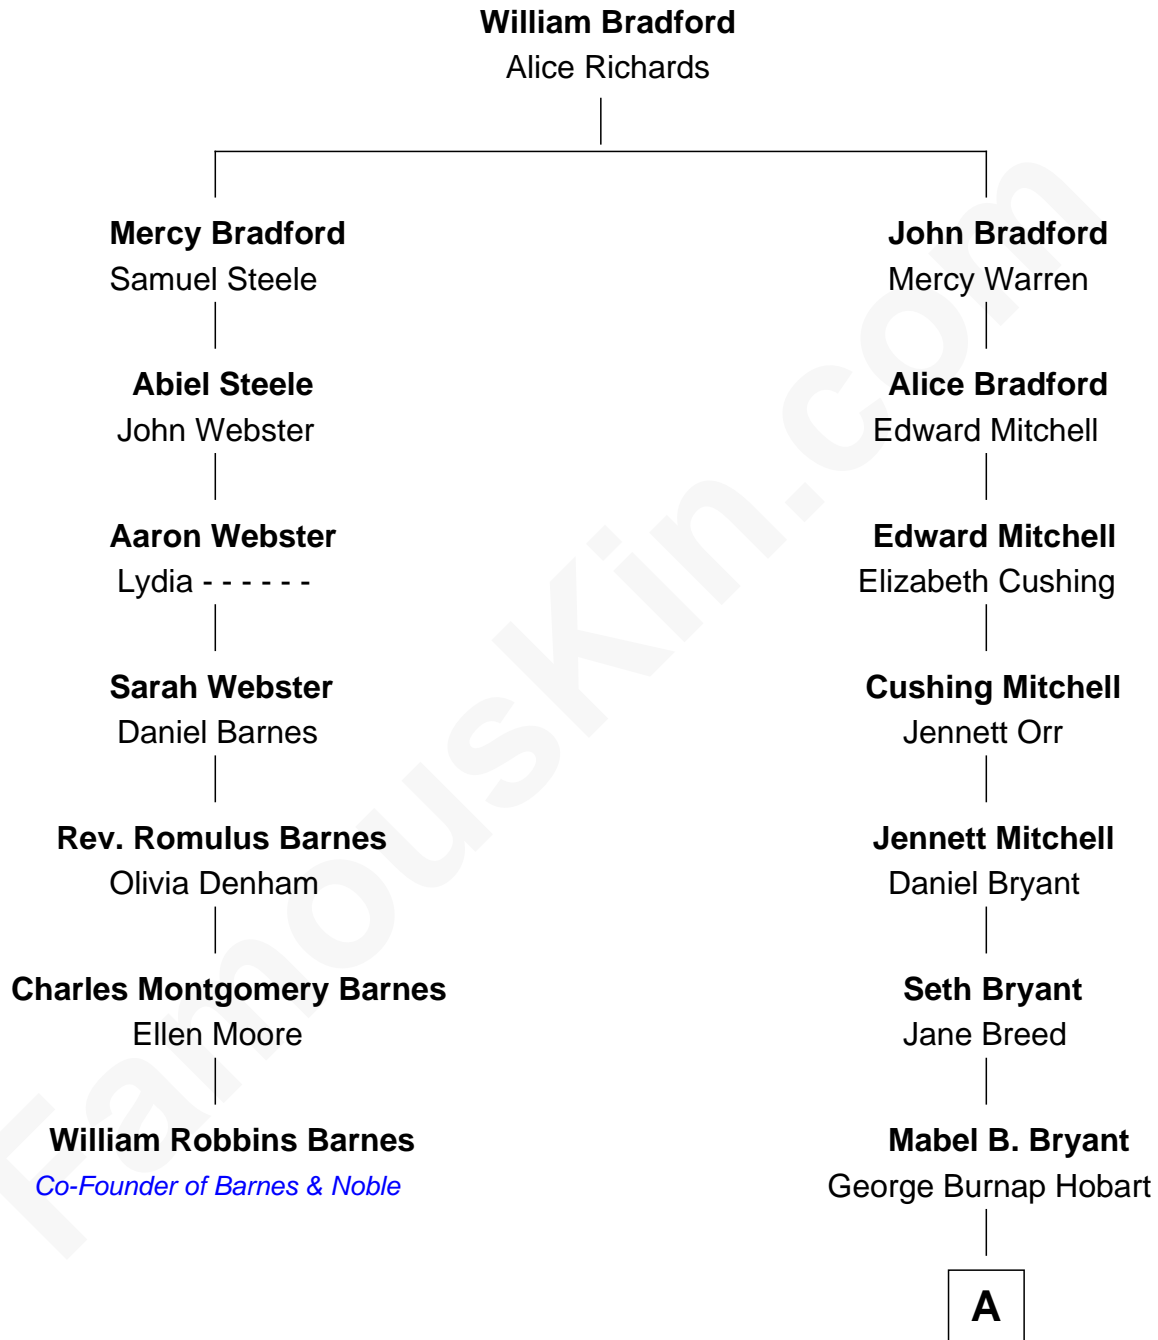 William Bradford
Alice Richards
Mercy Bradford
Samuel Steele
John Bradford
Mercy Warren
Abiel Steele
John Webster
Alice Bradford
Edward Mitchell
Aaron Webster
Lydia - - - - - -
Edward Mitchell
Elizabeth Cushing
Sarah Webster
Daniel Barnes
Cushing Mitchell
Jennett Orr
Rev. Romulus Barnes
Olivia Denham
Jennett Mitchell
Daniel Bryant
Charles Montgomery Barnes
Ellen Moore
Seth Bryant
Jane Breed
William Robbins Barnes
Co-Founder of Barnes & Noble
Mabel B. Bryant
George Burnap Hobart
A
FamousKin.com